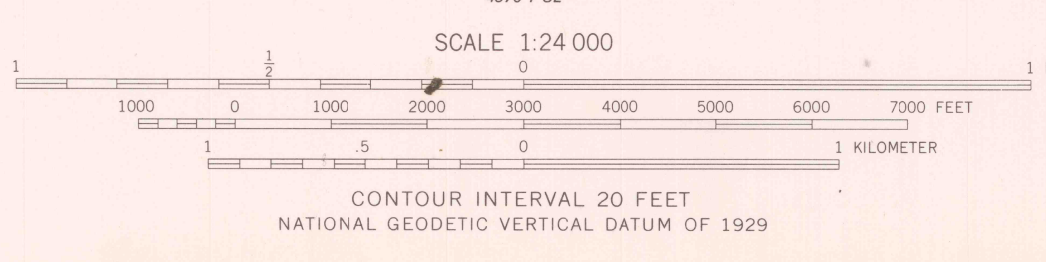 SCALE 1:24 000
1 1/2 0 1
1000 0 1000 2000 3000 4000 5000 6000 7000 FEET
1 .5 0 1 KILOMETER
CONTOUR INTERVAL 20 FEET
NATIONAL GEODETIC VERTICAL DATUM OF 1929